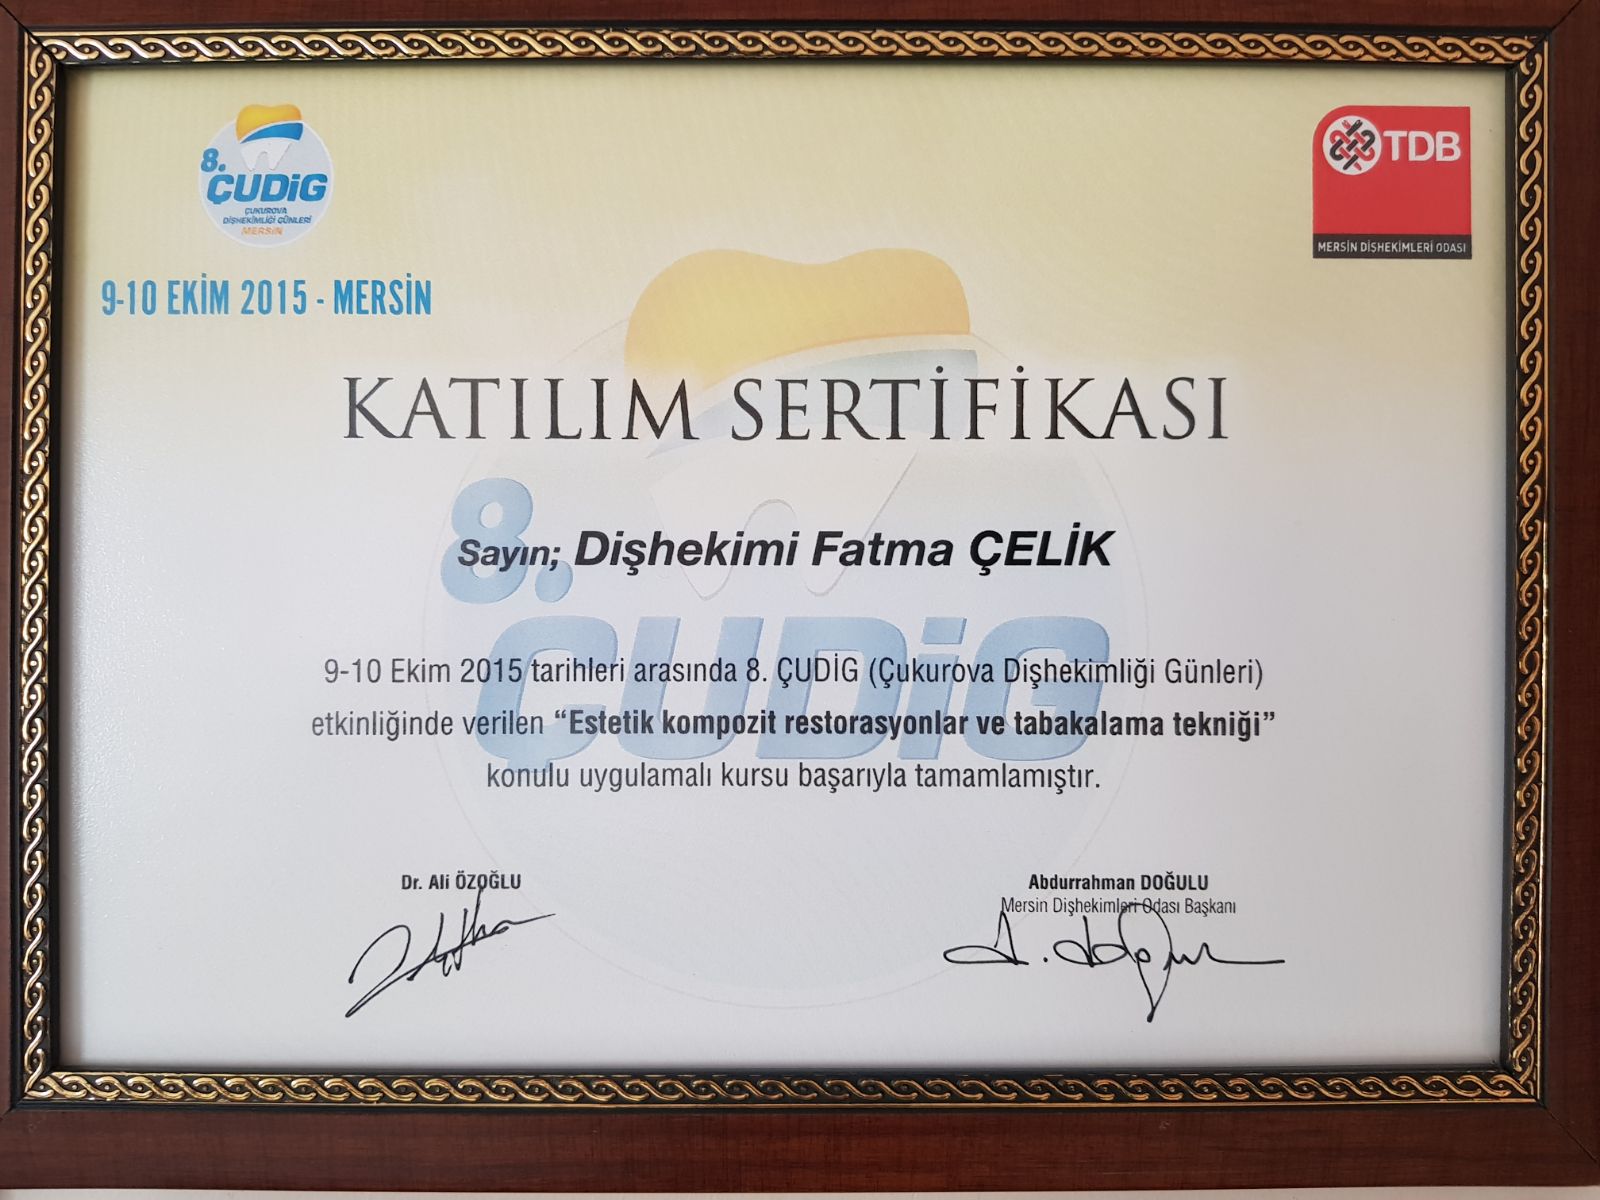 8.
ÇUDİG
ÇUKUROVA
DİŞHEKİMLİĞİ GÜNLERİ
MERSİN
TDB
MERSİN DİŞHEKİMLERİ ODASI
9-10 EKİM 2015 - MERSİN
KATILIM SERTİFİKASI
Sayın; Dişhekimi Fatma ÇELİK
8.
ÇUDİG
9-10 Ekim 2015 tarihleri arasında 8. ÇUDİG (Çukurova Dişhekimliği Günleri)
etkinliğinde verilen “Estetik kompozit restorasyonlar ve tabakalama tekniği”
konulu uygulamalı kursu başarıyla tamamlamıştır.
Dr. Ali ÖZOĞLU
Abdurrahman DOĞULU
Mersin Dişhekimleri Odası Başkanı